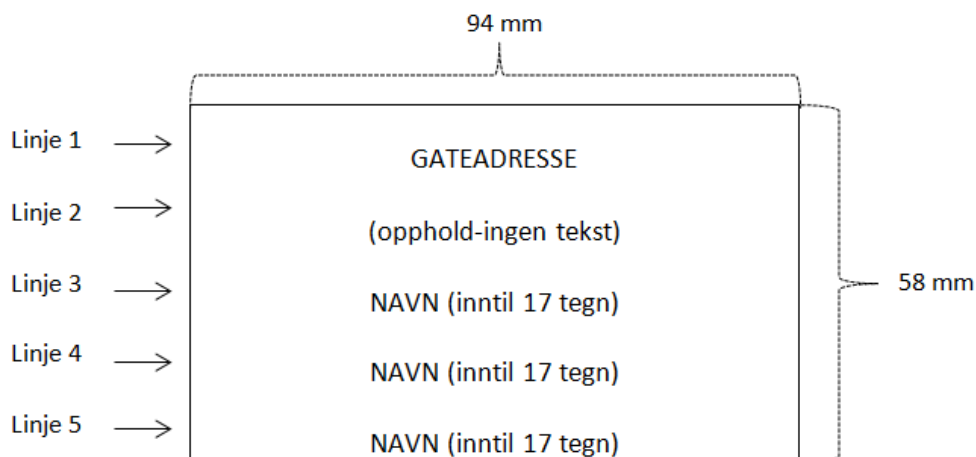 94 mm
Linje 1
GATEADRESSE
Linje 2
(opphold-ingen tekst)
Linje 3
NAVN (inntil 17 tegn)
58 mm
Linje 4
NAVN (inntil 17 tegn)
Linje 5
NAVN (inntil 17 tegn)